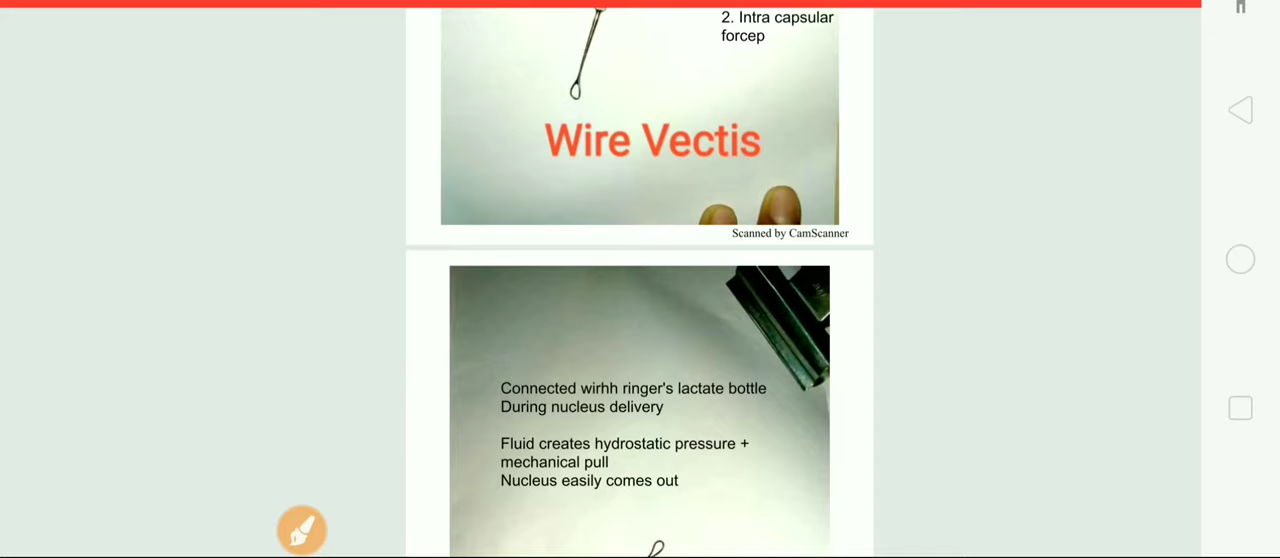 2. Intra capsular
forcep
Wire Vectis
Scanned by CamScanner
Connected wirhh ringer's lactate bottle
During nucleus delivery
Fluid creates hydrostatic pressure +
mechanical pull
Nucleus easily comes out